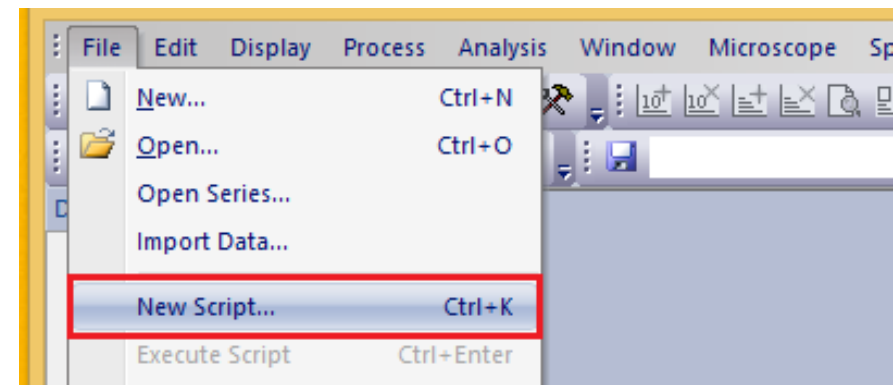 File Edit Display Process Analysis Window Microscope Sp
New... Ctrl+N
Open... Ctrl+O
Open Series...
Import Data...
New Script... Ctrl+K
Execute Script Ctrl+Enter